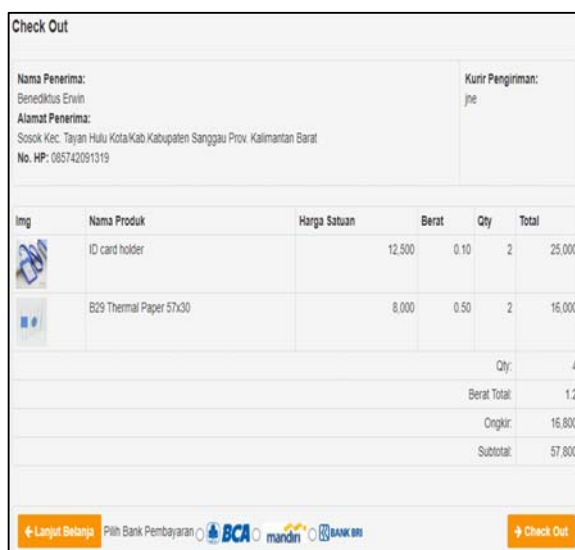 Check Out
Nama Penerima:
Benediktus Erwin
Alamat Penerima:
Sosok Kec. Tayan Hulu Kota/Kab.Kabupaten Sanggau Prov. Kalimantan Barat
No. HP: 085742091319
Kurir Pengiriman:
jne
Img Nama Produk Harga Satuan Berat Qty Total
ID card holder 12,500 0.10 2 25,000
B29 Thermal Paper 57x30 8,000 0.50 2 16,000
Qty: 4
Berat Total: 1.2
Ongkir: 16,800
Subtotal: 57,800
Lanjut Belanja Pilih Bank Pembayaran BCA mandiri BANK BRI Check Out